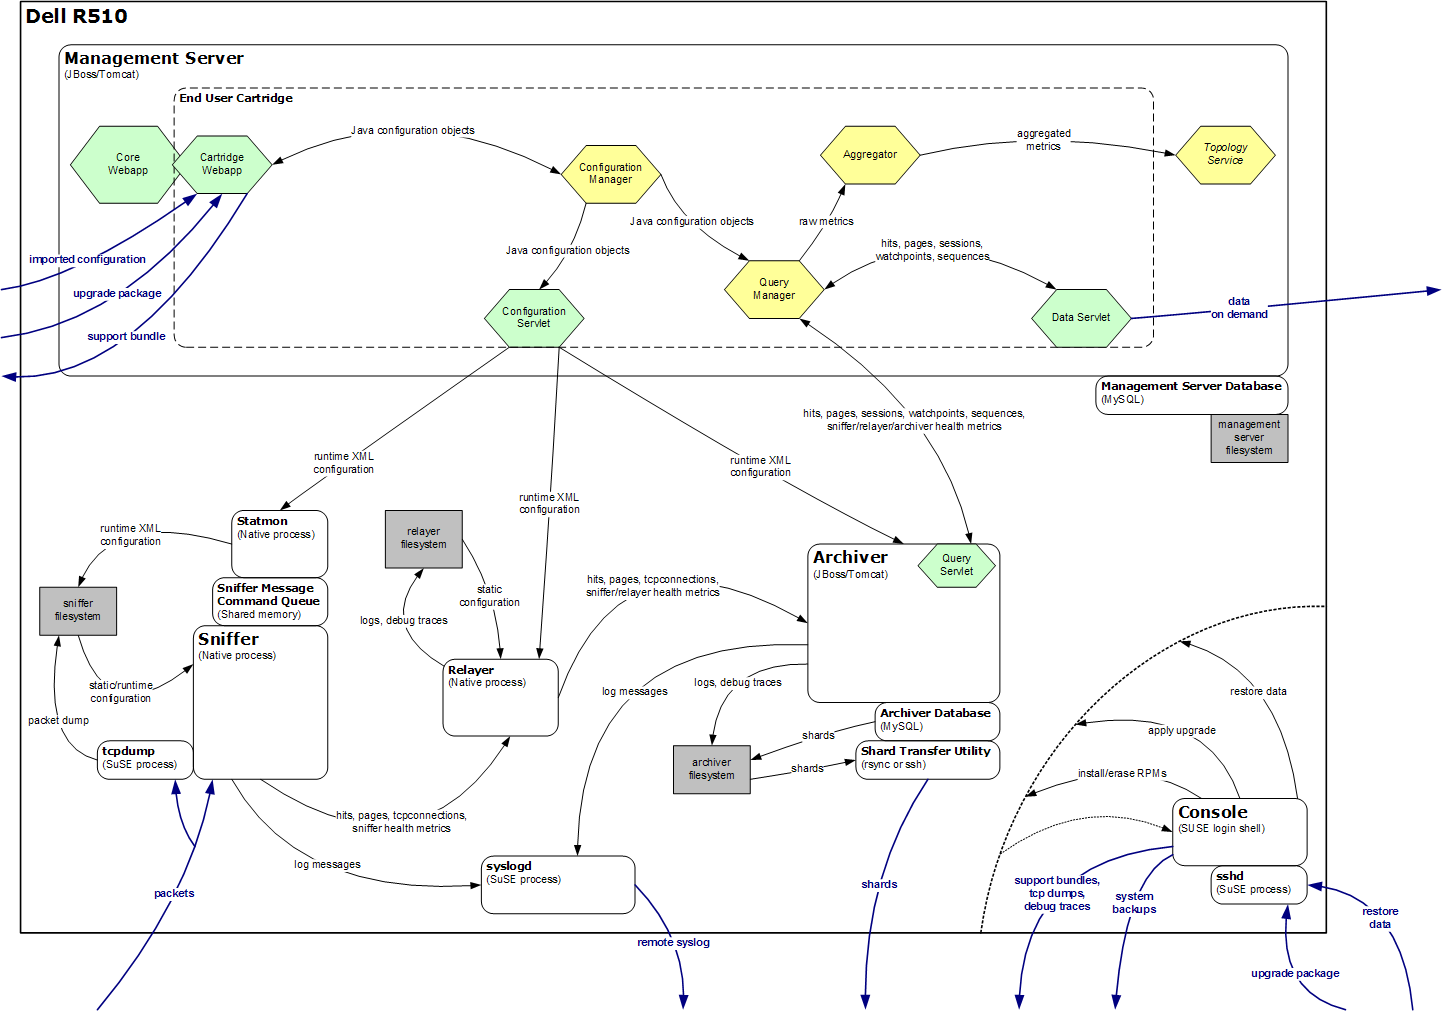 Dell R510
Management Server
(JBoss/Tomcat)
End User Cartridge
Core
Webapp
Cartridge
Webapp
Java configuration objects
Configuration
Manager
Aggregator
aggregated
metrics
Topology
Service
Java configuration objects
raw metrics
Java configuration objects
hits, pages, sessions,
watchpoints, sequences
imported configuration
upgrade package
support bundle
Query
Manager
Configuration
Servlet
Data Servlet
data
on demand
Management Server Database
(MySQL)
management
server
filesystem
hits, pages, sessions, watchpoints, sequences,
sniffer/relayer/archiver health metrics
runtime XML
configuration
runtime XML
configuration
runtime XML
configuration
Statmon
(Native process)
runtime XML
configuration
relayer
filesystem
Archiver
(JBoss/Tomcat)
Query
Servlet
Sniffer Message
Command Queue
(Shared memory)
sniffer
filesystem
static
configuration
hits, pages, tcpconnections,
sniffer/relayer health metrics
logs, debug traces
Sniffer
(Native process)
Relayer
(Native process)
static/runtime
configuration
packet dump
log messages
logs, debug traces
restore data
tcpdump
(SuSE process)
Archiver Database
(MySQL)
shards
Shard Transfer Utility
(rsync or ssh)
archiver
filesystem
shards
apply upgrade
install/erase RPMs
Console
(SUSE login shell)
hits, pages, tcpconnections,
sniffer health metrics
log messages
syslogd
(SuSE process)
sshd
(SuSE process)
packets
shards
support bundles,
tcp dumps,
debug traces
system
backups
restore
data
remote syslog
upgrade package